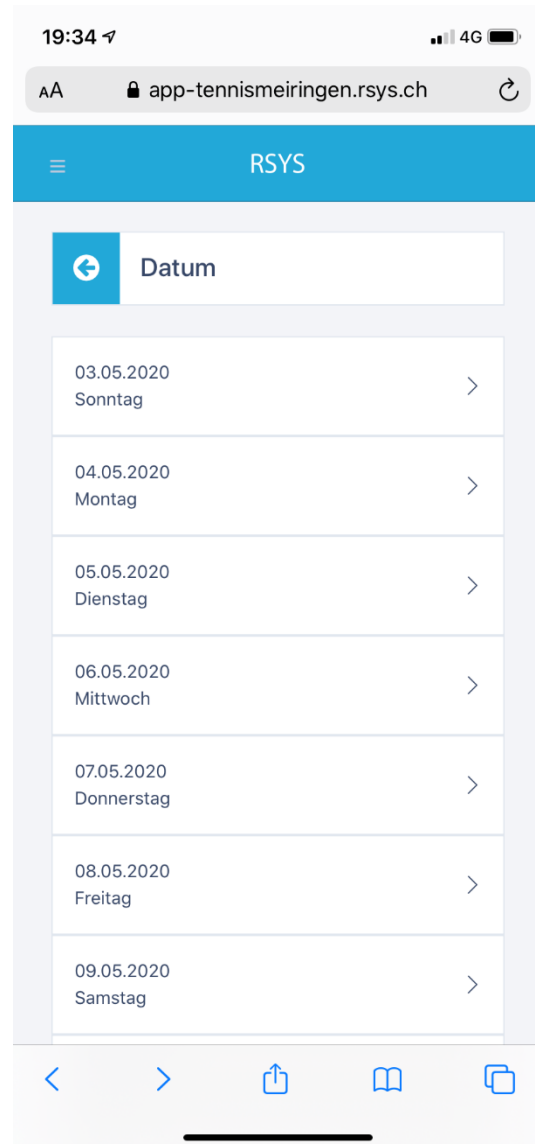 19:34
4G
AA app-tennismeiringen.rsys.ch
RSYS
Datum
03.05.2020
Sonntag
04.05.2020
Montag
05.05.2020
Dienstag
06.05.2020
Mittwoch
07.05.2020
Donnerstag
08.05.2020
Freitag
09.05.2020
Samstag